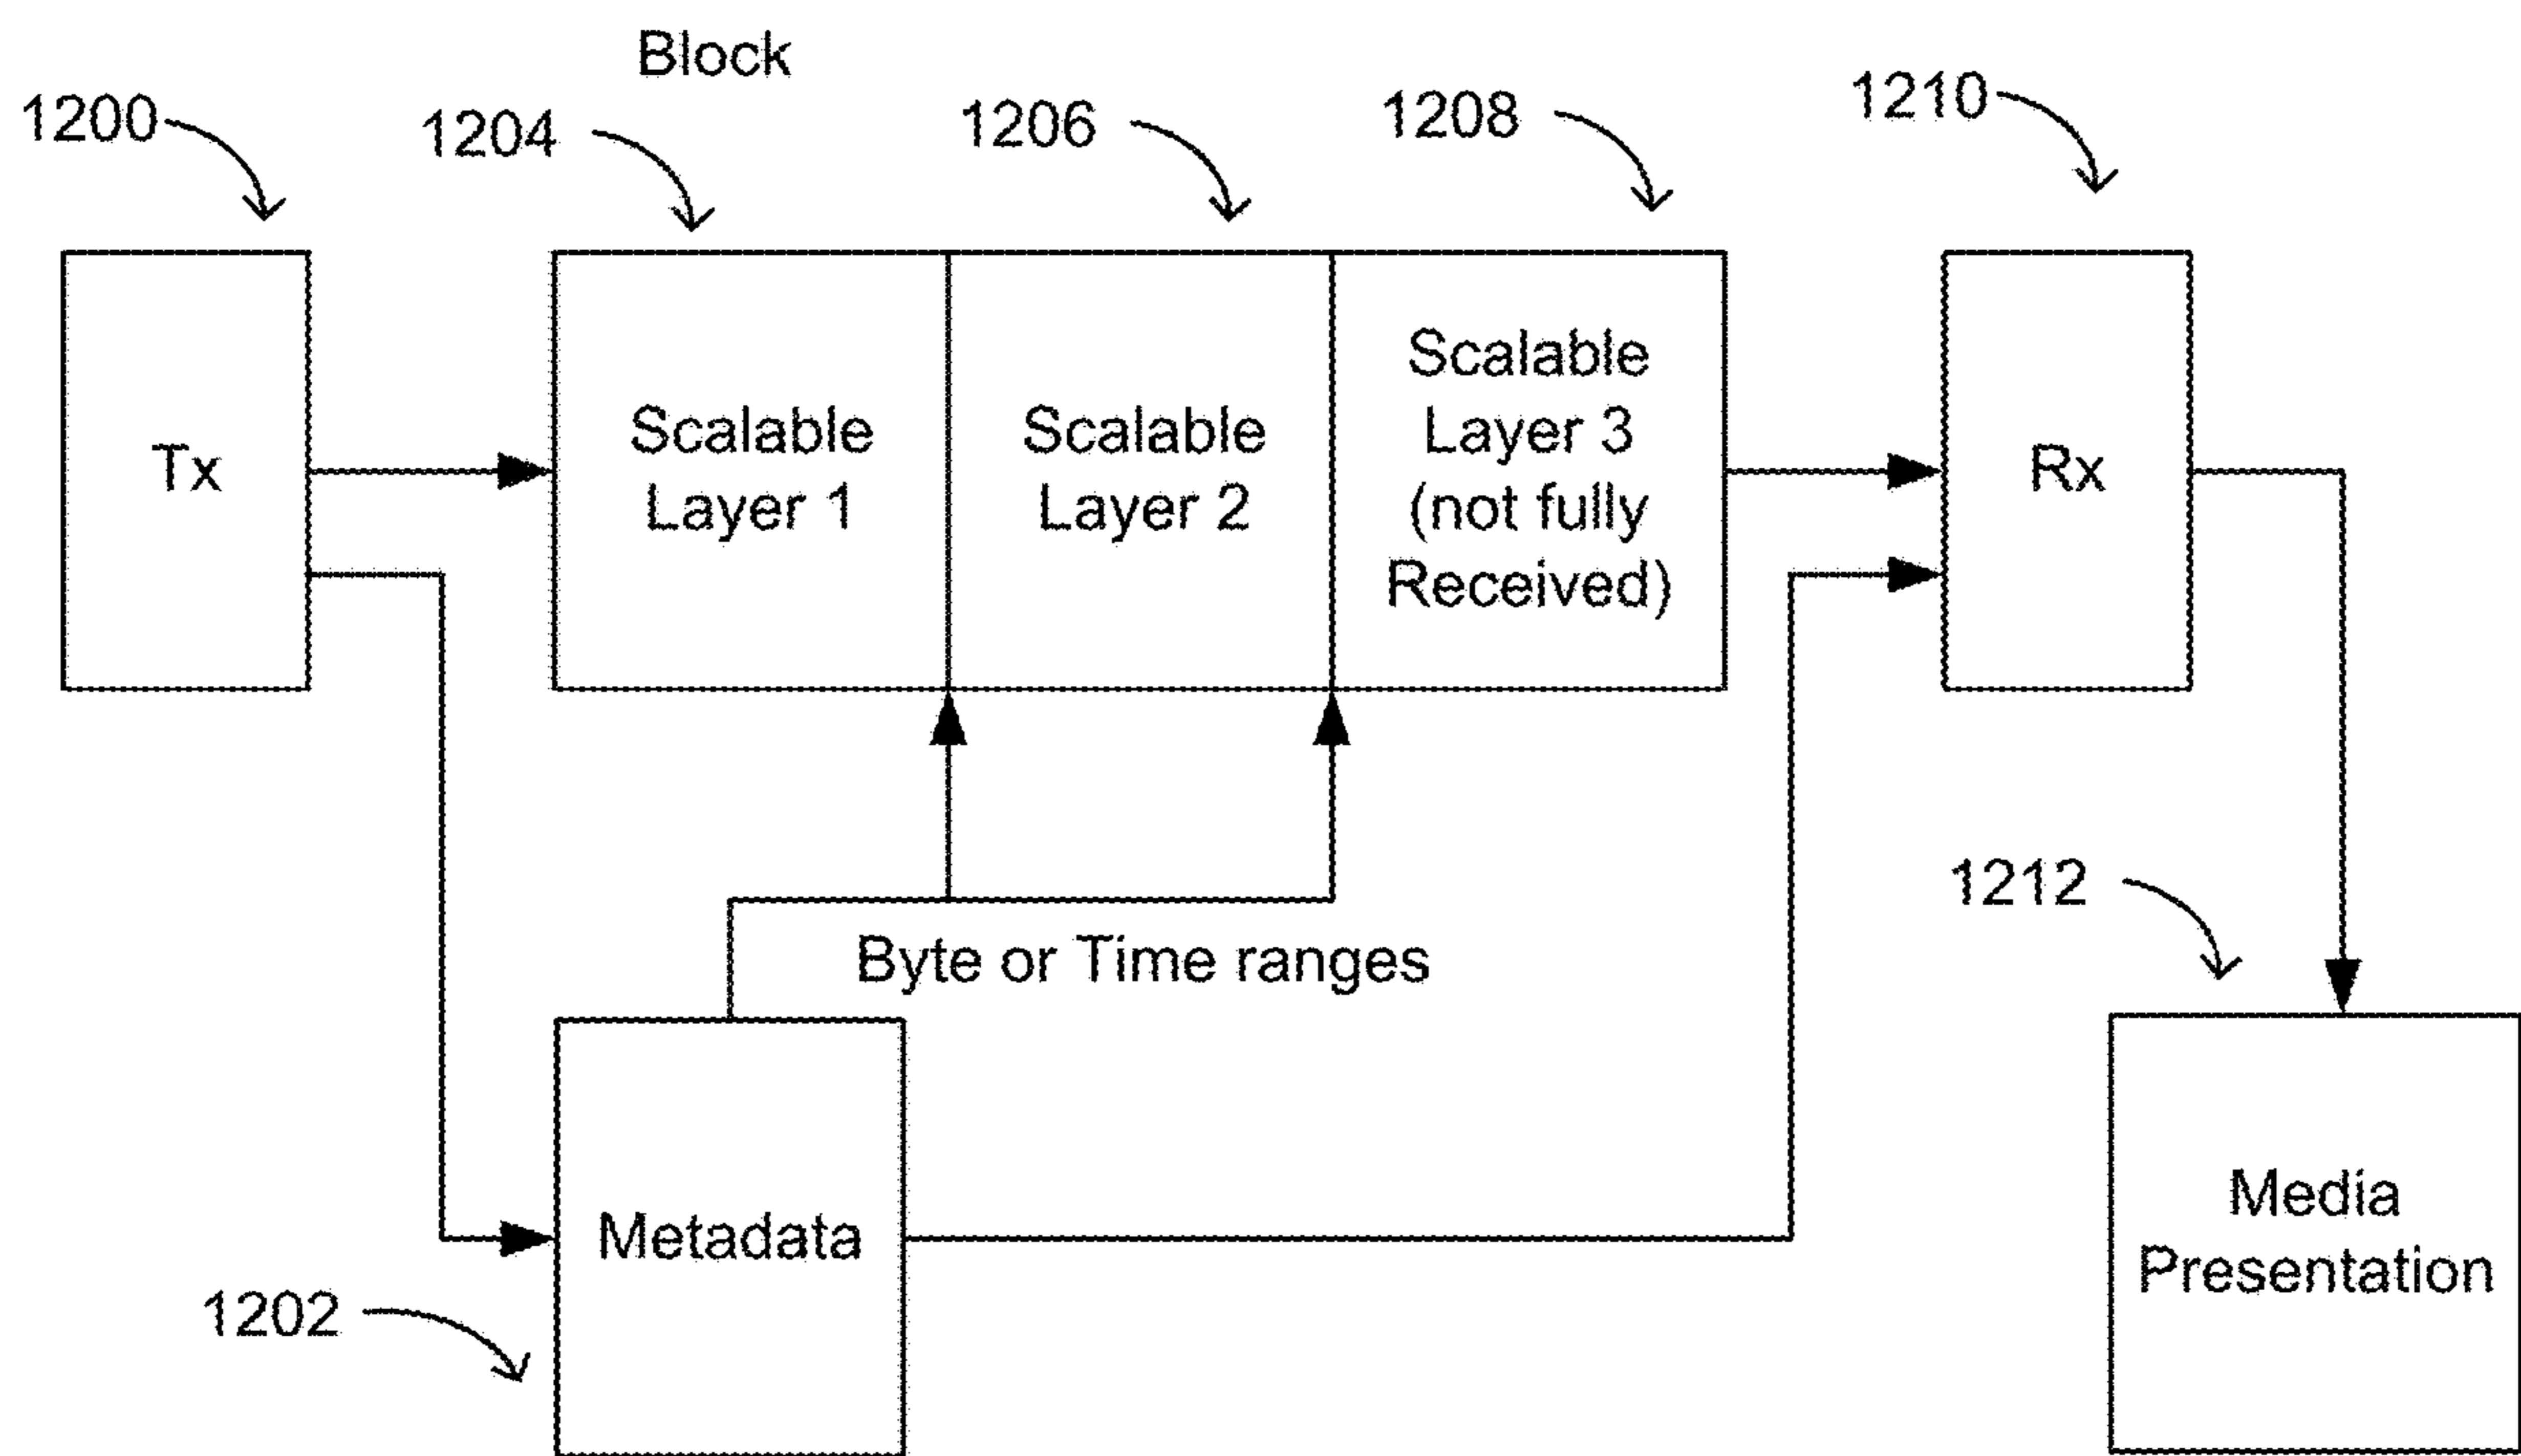 Block
1200
1204
1206
1208
1210
Tx
Scalable
Layer 1
Scalable
Layer 2
Scalable
Layer 3
(not fully
Received)
Rx
Byte or Time ranges
1212
Metadata
1202
Media
Presentation